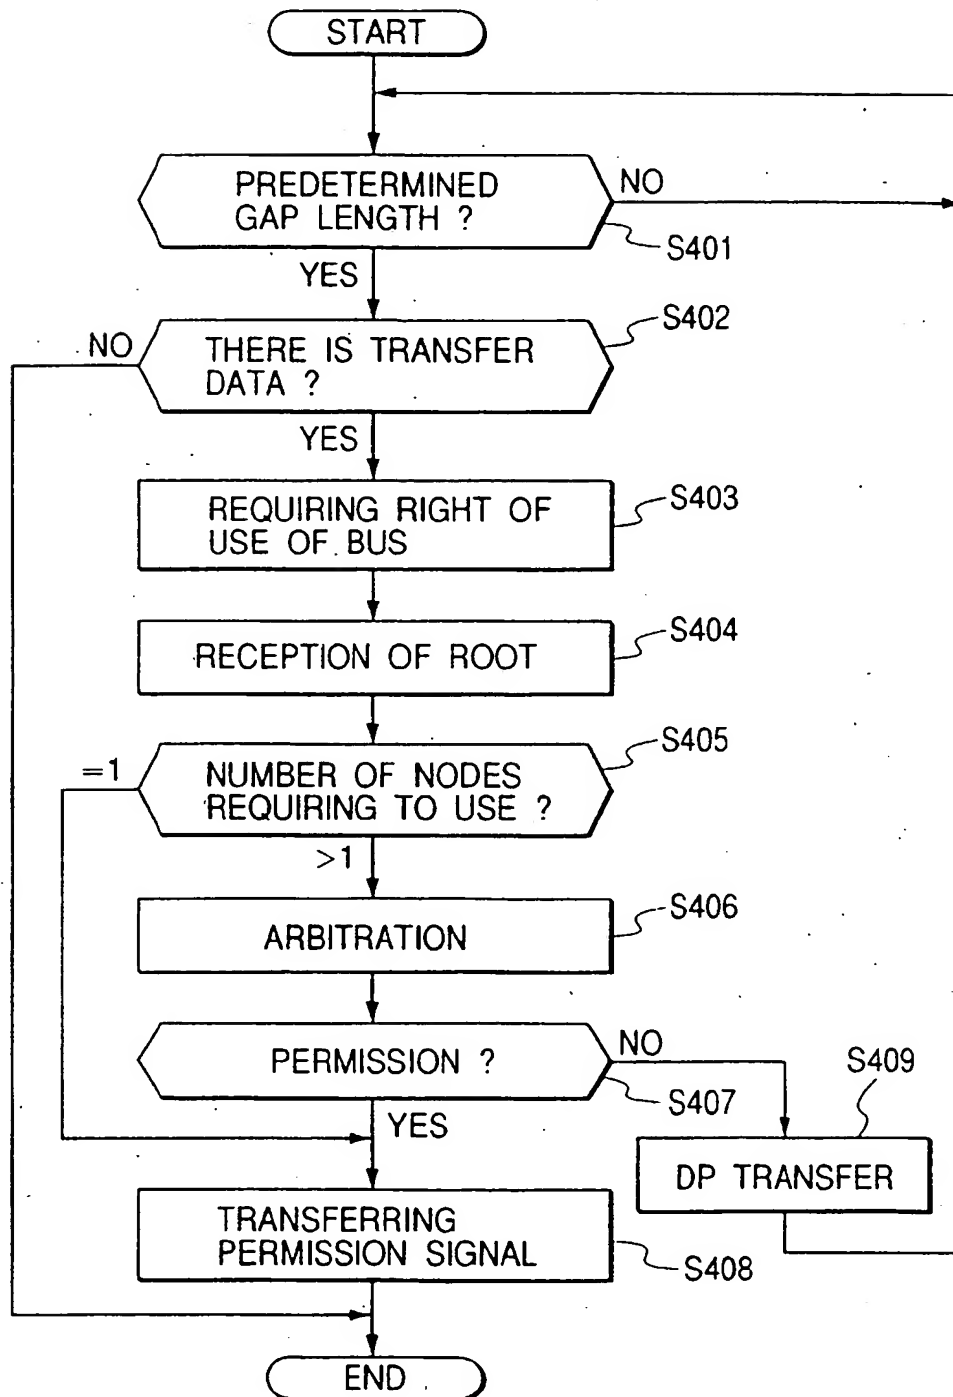 START
PREDETERMINED
GAP LENGTH ?
NO
S401
YES
S402
NO
THERE IS TRANSFER
DATA ?
YES
S403
REQUIRING RIGHT OF
USE OF BUS
S404
RECEPTION OF ROOT
S405
=1
NUMBER OF NODES
REQUIRING TO USE ?
>1
S406
ARBITRATION
PERMISSION ?
NO
S407
S409
YES
DP TRANSFER
TRANSFERRING
PERMISSION SIGNAL
S408
END